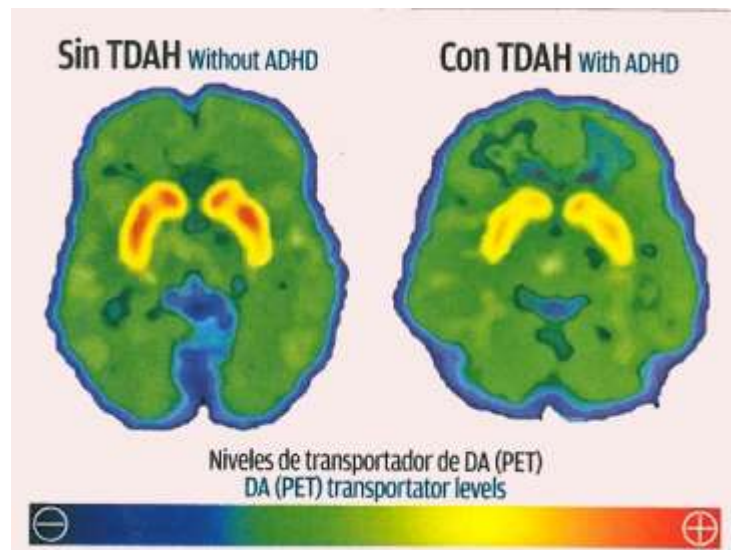 Sin TDAH Without ADHD
Con TDAH With ADHD
Niveles de transportador de DA (PET)
DA (PET) transportator levels